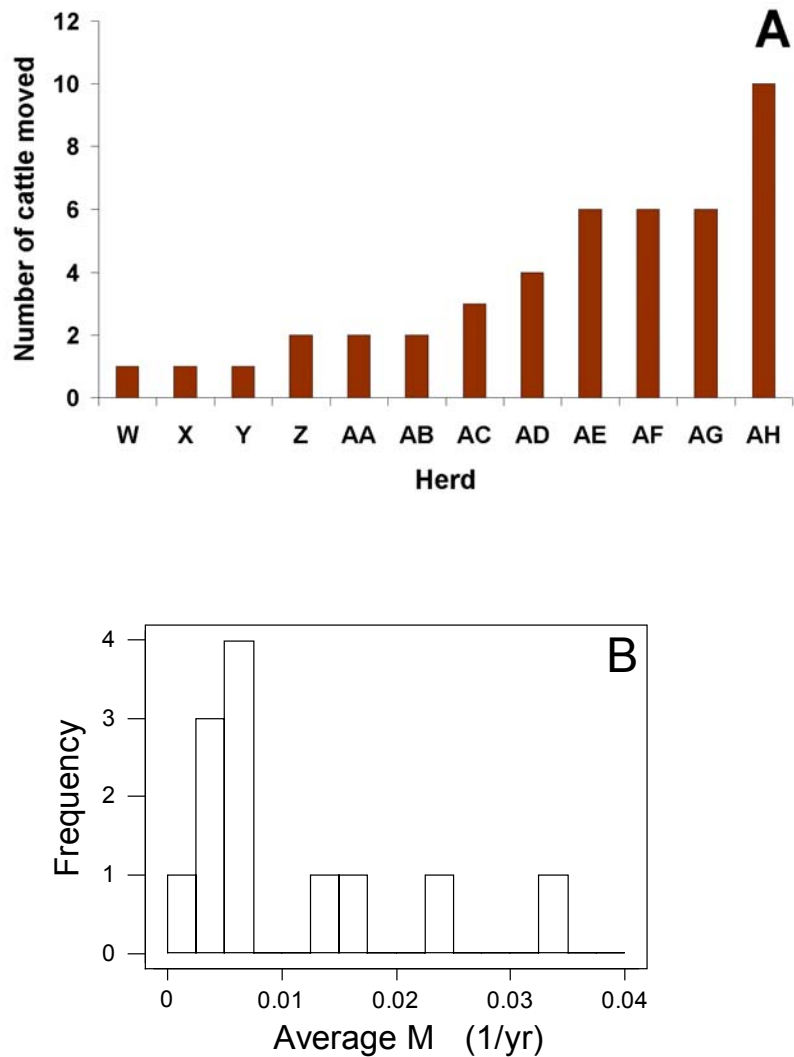 A
Number of cattle moved
12
10
8
6
4
2
0
W X Y Z AA AB AC AD AE AF AG AH
Herd
B
Frequency
4
3
2
1
0
0 0.01 0.02 0.03 0.04
Average M (1/yr)